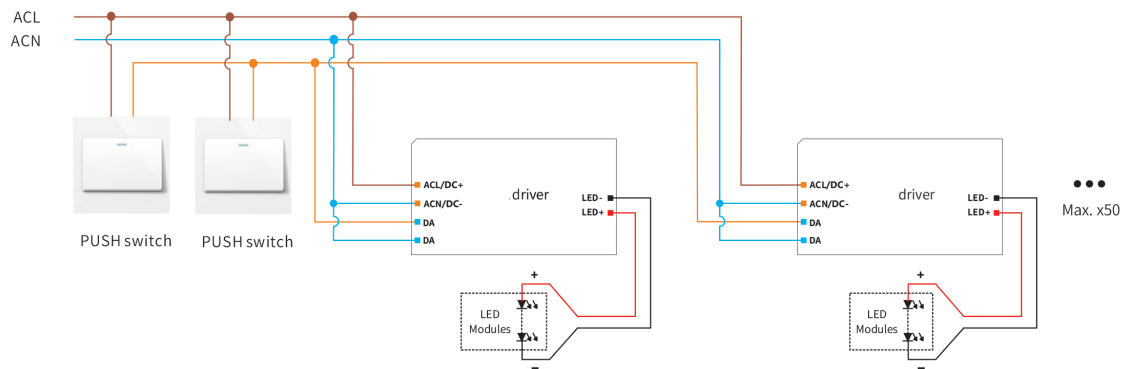 ACL
ACN
PUSH switch
PUSH switch
ACL/DC+
ACN/DC-
DA
DA
driver
LED-
LED+
+
LED
Modules
–
ACL/DC+
ACN/DC-
DA
DA
driver
LED-
LED+
+
LED
Modules
–
•••
Max. x50